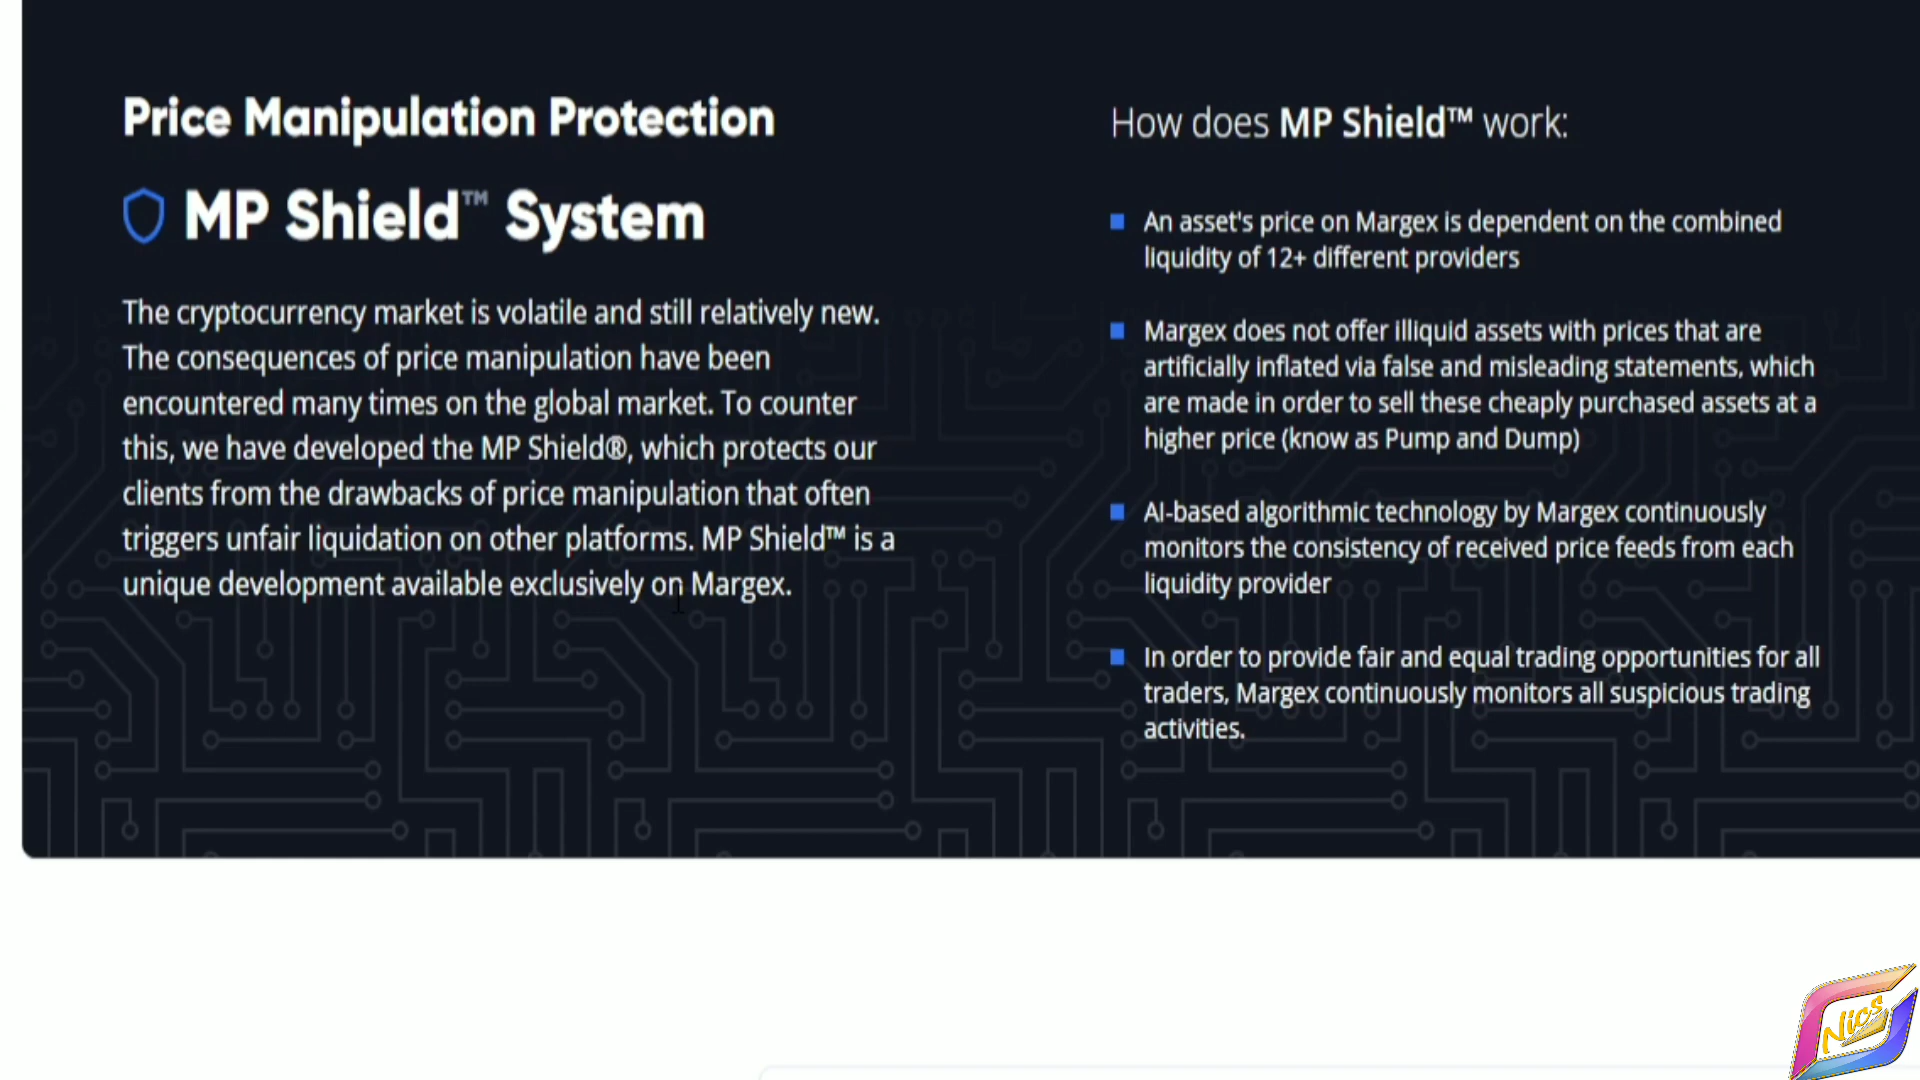 Price Manipulation Protection
MP Shield™ System
The cryptocurrency market is volatile and still relatively new.
The consequences of price manipulation have been
encountered many times on the global market. To counter
this, we have developed the MP Shield®, which protects our
clients from the drawbacks of price manipulation that often
triggers unfair liquidation on other platforms. MP Shield™ is a
unique development available exclusively on Margex.
How does MP Shield™ work:
An asset's price on Margex is dependent on the combined
liquidity of 12+ different providers
Margex does not offer illiquid assets with prices that are
artificially inflated via false and misleading statements, which
are made in order to sell these cheaply purchased assets at a
higher price (know as Pump and Dump)
AI-based algorithmic technology by Margex continuously
monitors the consistency of received price feeds from each
liquidity provider
In order to provide fair and equal trading opportunities for all
traders, Margex continuously monitors all suspicious trading
activities.
Nics